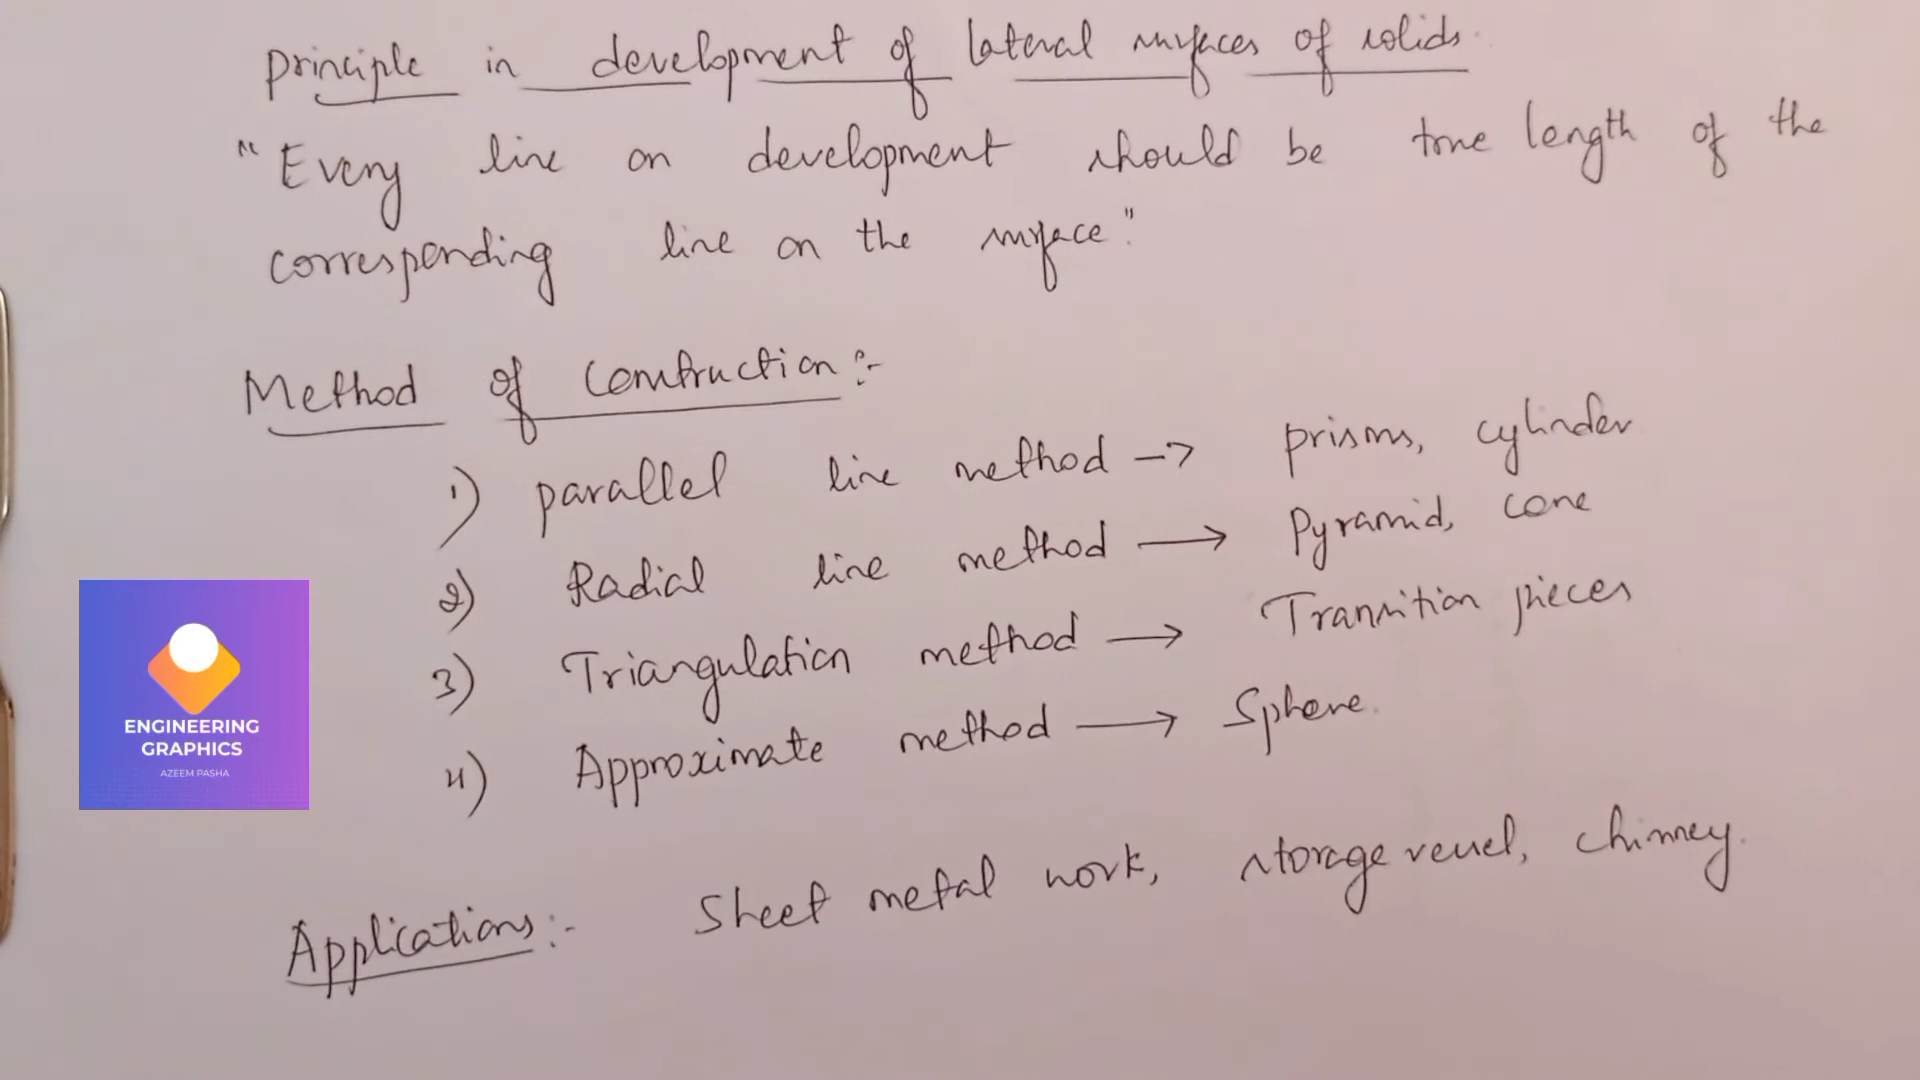 Principle in development of lateral surfaces of solids.
"Every line on development should be true length of the
corresponding line on the surface"
Method of Construction:-
1) parallel line method -> prisms, cylinder
2) Radial line method → Pyramid, cone
3) Triangulation method → Transition pieces
4) Approximate method → Sphere.
Applications:- Sheet metal work, storage vessel, chimney.
ENGINEERING
GRAPHICS
AZEEM PASHA